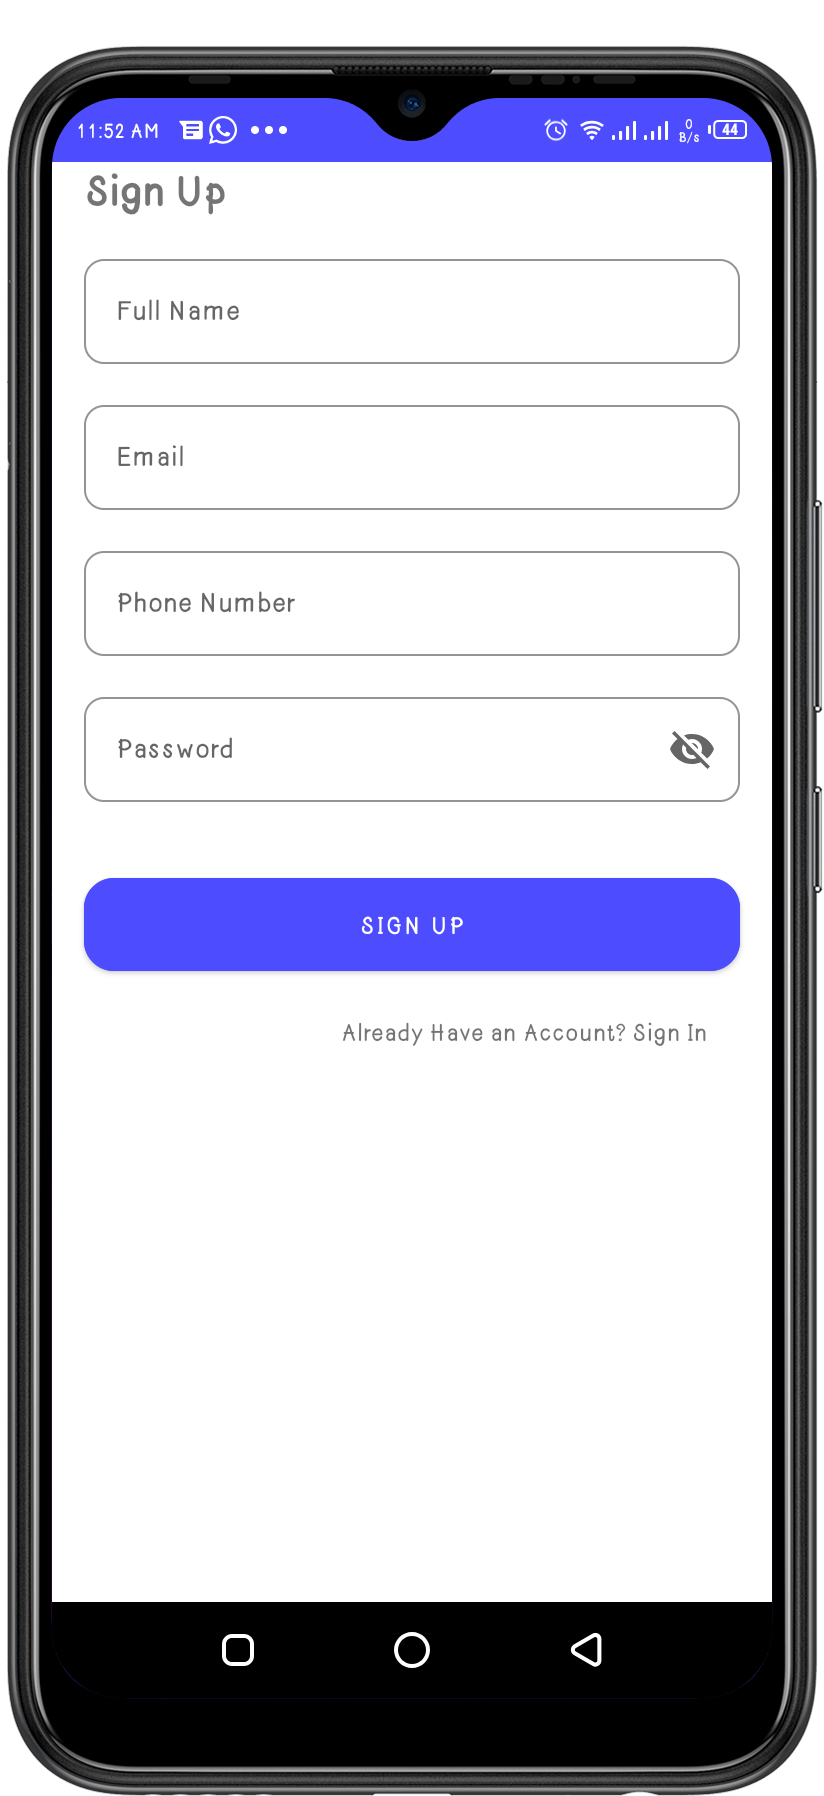 11:52 AM 0 B/s 44
Sign Up
Full Name
Email
Phone Number
Password
SIGN UP
Already Have an Account? Sign In